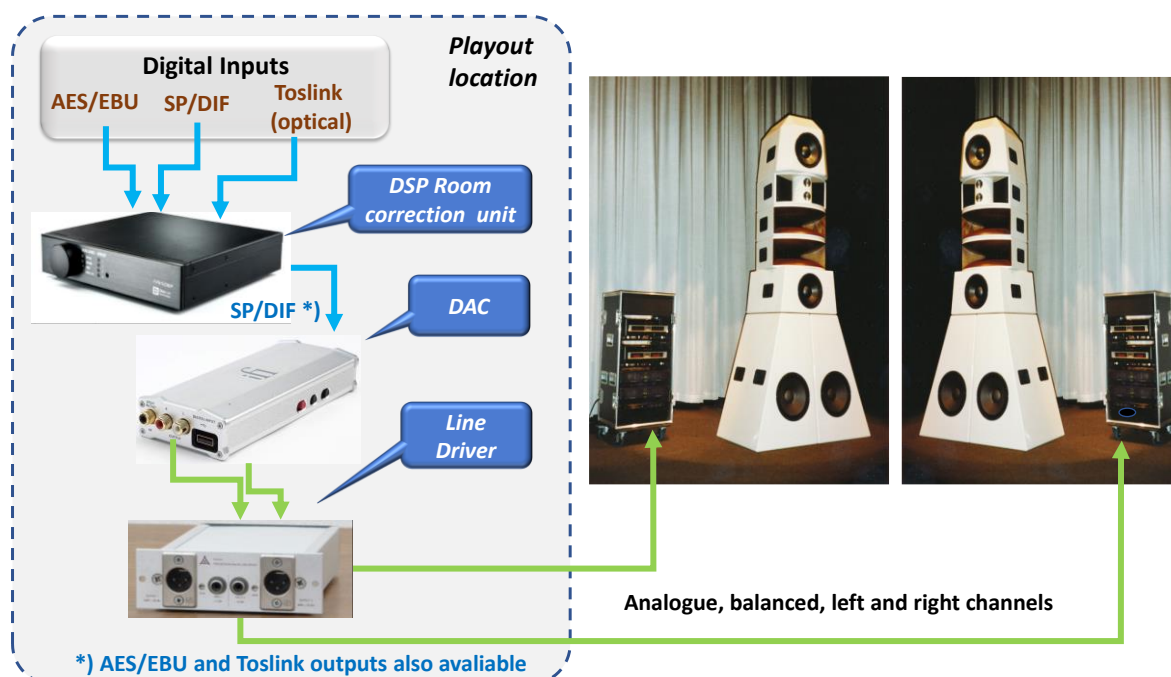 Playout
location
Digital Inputs
AES/EBU
SP/DIF
Toslink
(optical)
DSP Room
correction unit
SP/DIF *)
DAC
ifi
Line
Driver
Analogue, balanced, left and right channels
*) AES/EBU and Toslink outputs also avaliable